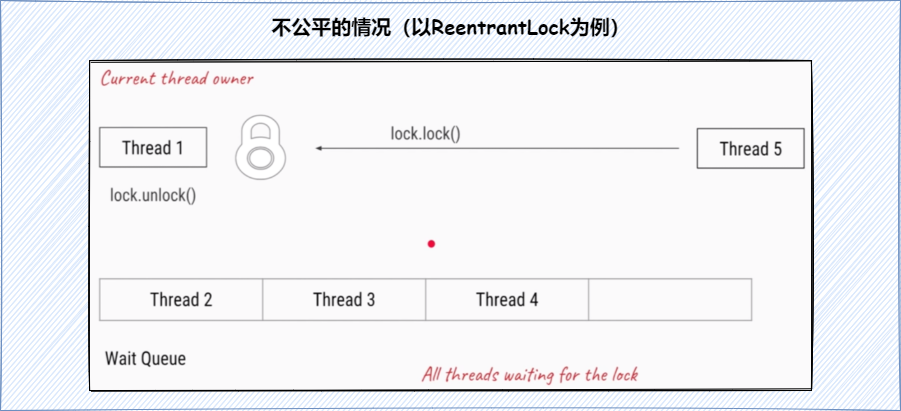 不公平的情况（以ReentrantLock为例）
Current thread owner
lock.lock()
Thread 1
Thread 5
lock.unlock()
Thread 2
Thread 3
Thread 4
Wait Queue
All threads waiting for the lock